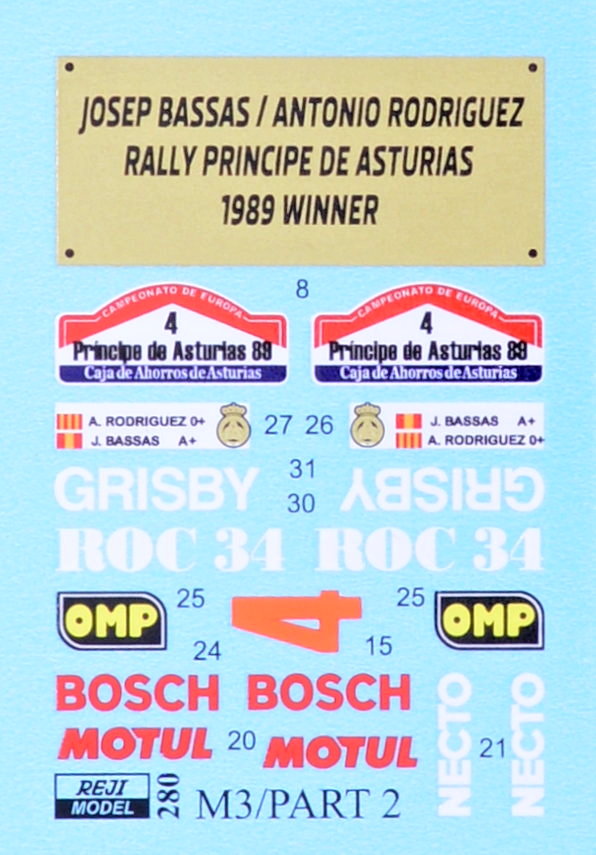 JOSEP BASSAS / ANTONIO RODRIGUEZ
RALLY PRINCIPE DE ASTURIAS
1989 WINNER
8
CAMPEONATO DE EUROPA
4
Principe de Asturias 89
Caja de Ahorros de Asturias
CAMPEONATO DE EUROPA
4
Principe de Asturias 89
Caja de Ahorros de Asturias
A. RODRIGUEZ 0+
J. BASSAS A+
27 26
J. BASSAS A+
A. RODRIGUEZ 0+
GRISBY
31
30
GRISBY
ROC 34 ROC 34
OMP 25 4 25 OMP
24 15
BOSCH BOSCH
MOTUL 20 MOTUL
NECTO 21 NECTO
REJI
MODEL
280
M3/PART 2